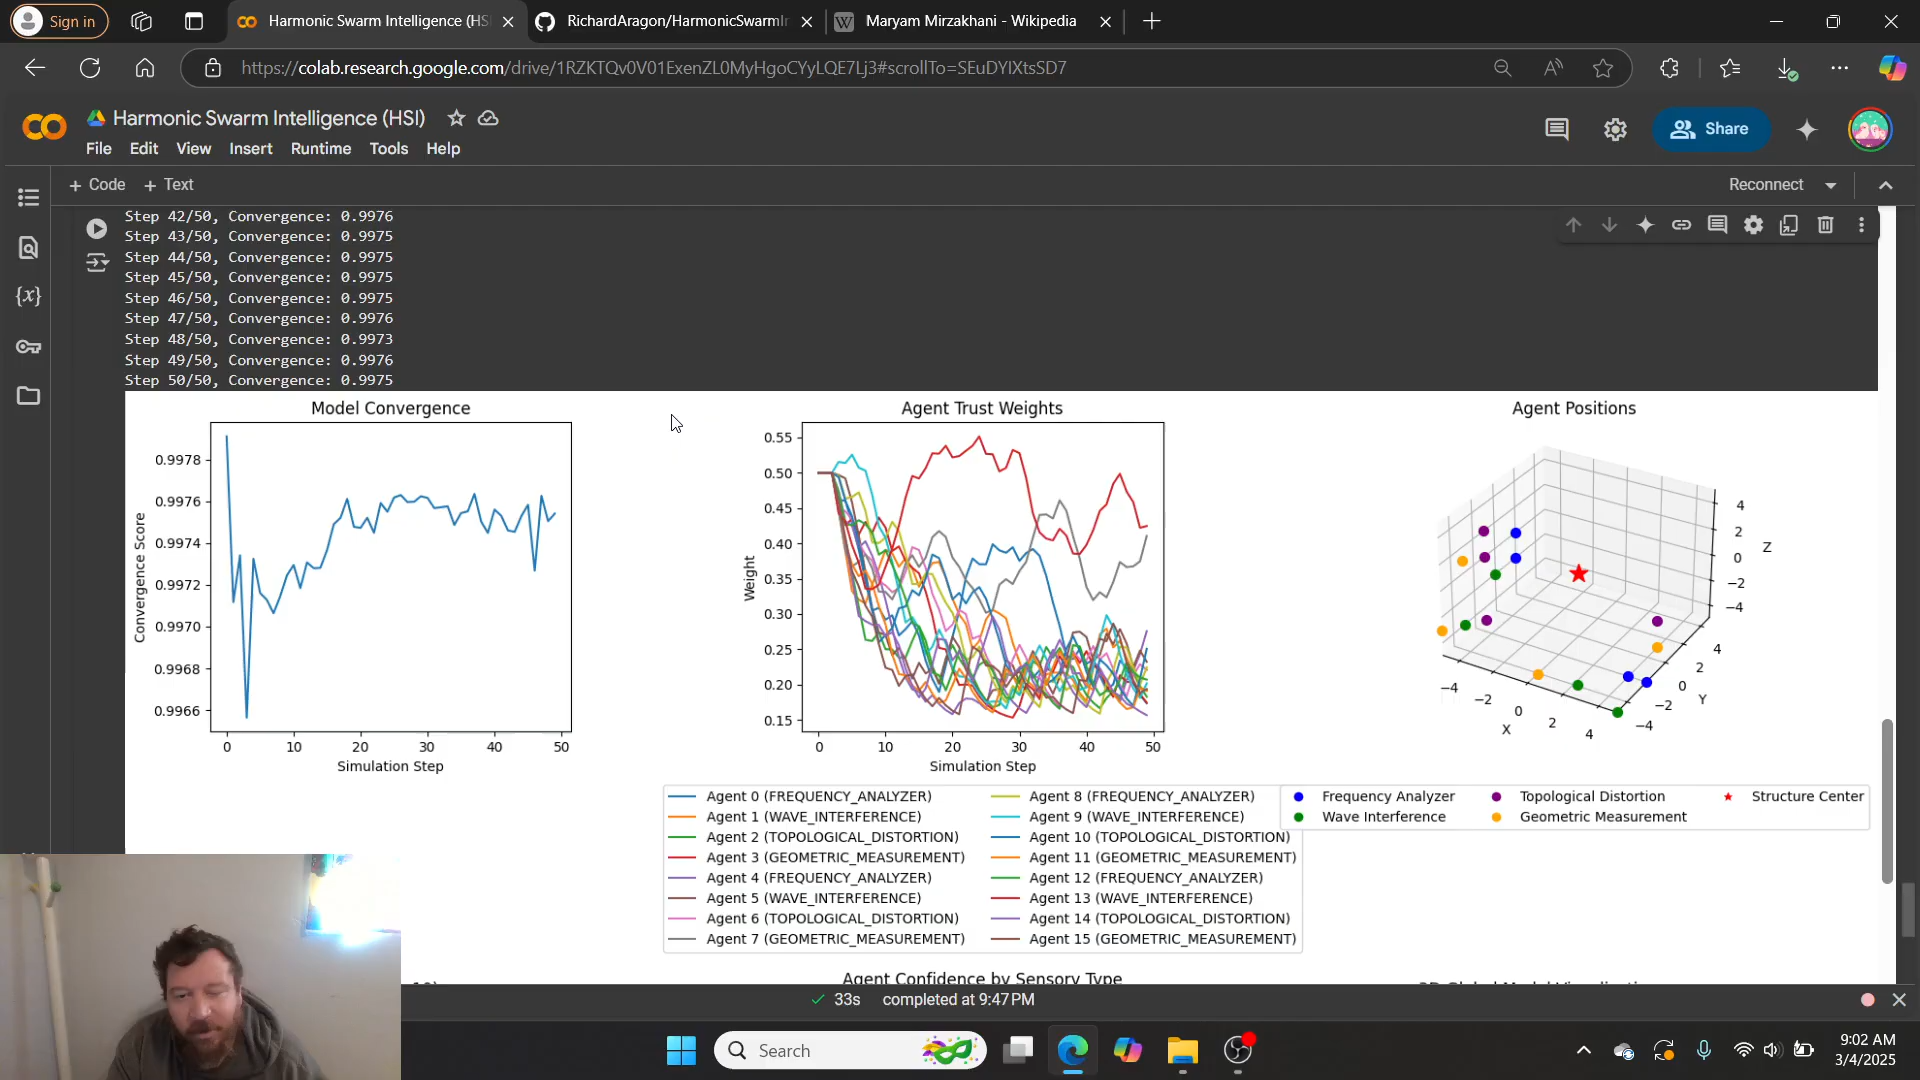 Sign in
Harmonic Swarm Intelligence (HSI
RichardAragon/HarmonicSwarmIn
Maryam Mirzakhani - Wikipedia
https://colab.research.google.com/drive/1RZKTQv0V01ExenZL0MyHgoCYyLQE7Lj3#scrollTo=SEuDYlXtsSD7
Harmonic Swarm Intelligence (HSI)
File Edit View Insert Runtime Tools Help
Share
+ Code + Text
Reconnect
Step 42/50, Convergence: 0.9976
Step 43/50, Convergence: 0.9975
Step 44/50, Convergence: 0.9975
Step 45/50, Convergence: 0.9975
Step 46/50, Convergence: 0.9975
Step 47/50, Convergence: 0.9976
Step 48/50, Convergence: 0.9973
Step 49/50, Convergence: 0.9976
Step 50/50, Convergence: 0.9975
Model Convergence
Convergence Score
0.9978
0.9976
0.9974
0.9972
0.9970
0.9968
0.9966
0 10 20 30 40 50
Simulation Step
Agent Trust Weights
Weight
0.55
0.50
0.45
0.40
0.35
0.30
0.25
0.20
0.15
0 10 20 30 40 50
Simulation Step
Agent 0 (FREQUENCY_ANALYZER)
Agent 1 (WAVE_INTERFERENCE)
Agent 2 (TOPOLOGICAL_DISTORTION)
Agent 3 (GEOMETRIC_MEASUREMENT)
Agent 4 (FREQUENCY_ANALYZER)
Agent 5 (WAVE_INTERFERENCE)
Agent 6 (TOPOLOGICAL_DISTORTION)
Agent 7 (GEOMETRIC_MEASUREMENT)
Agent 8 (FREQUENCY_ANALYZER)
Agent 9 (WAVE_INTERFERENCE)
Agent 10 (TOPOLOGICAL_DISTORTION)
Agent 11 (GEOMETRIC_MEASUREMENT)
Agent 12 (FREQUENCY_ANALYZER)
Agent 13 (WAVE_INTERFERENCE)
Agent 14 (TOPOLOGICAL_DISTORTION)
Agent 15 (GEOMETRIC_MEASUREMENT)
Agent Positions
4
2
0
−2
−4
Z
−4 −2 0 2 4
X
4
2
0
−2
−4
Y
Frequency Analyzer
Wave Interference
Topological Distortion
Geometric Measurement
Structure Center
Agent Confidence by Sensory Type
33s completed at 9:47 PM
Search
9:02 AM
3/4/2025